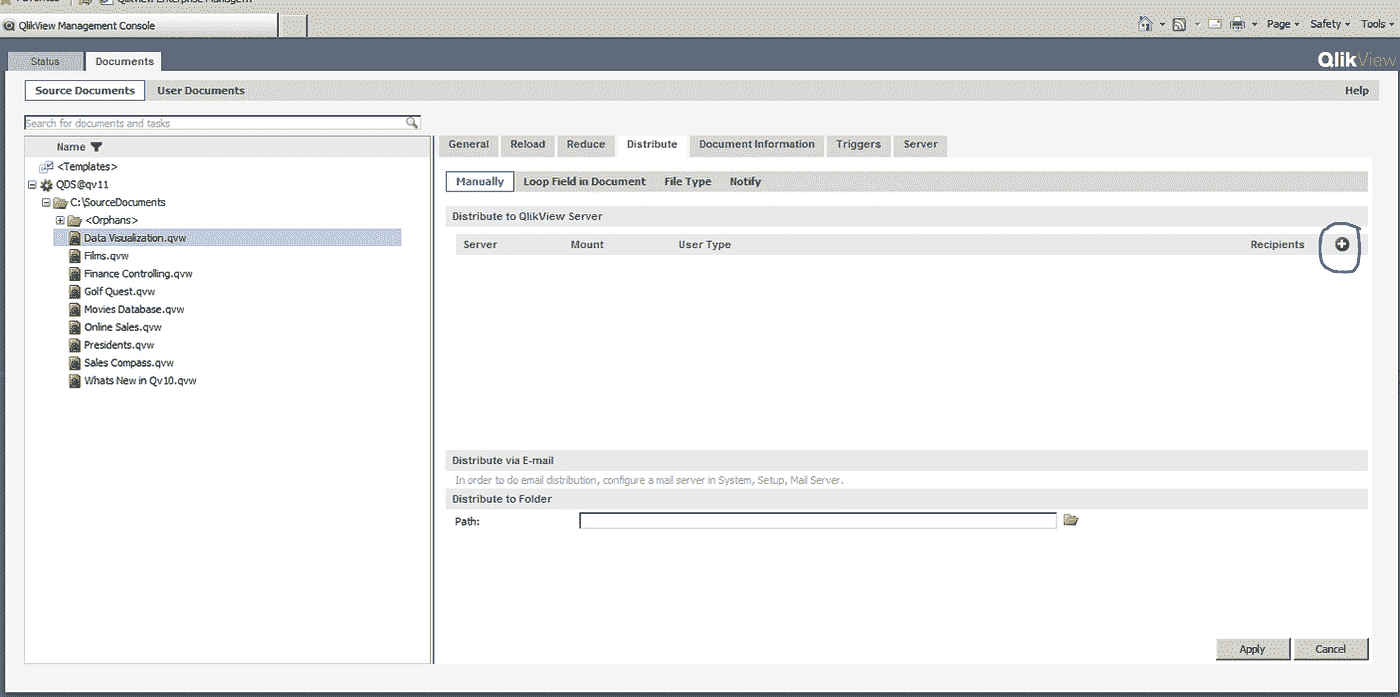 QlikView Enterprise Managem
QlikView Management Console
Page Safety Tools
Status Documents
QlikView
Source Documents User Documents Help
Search for documents and tasks
Name
<Templates>
QDS@qv11
C:\SourceDocuments
<Orphans>
Data Visualization.qvw
Films.qvw
Finance Controlling.qvw
Golf Quest.qvw
Movies Database.qvw
Online Sales.qvw
Presidents.qvw
Sales Compass.qvw
Whats New in Qv10.qvw
General Reload Reduce Distribute Document Information Triggers Server
Manually Loop Field in Document File Type Notify
Distribute to QlikView Server
Server Mount User Type Recipients
Distribute via E-mail
In order to do email distribution, configure a mail server in System, Setup, Mail Server.
Distribute to Folder
Path:
Apply Cancel